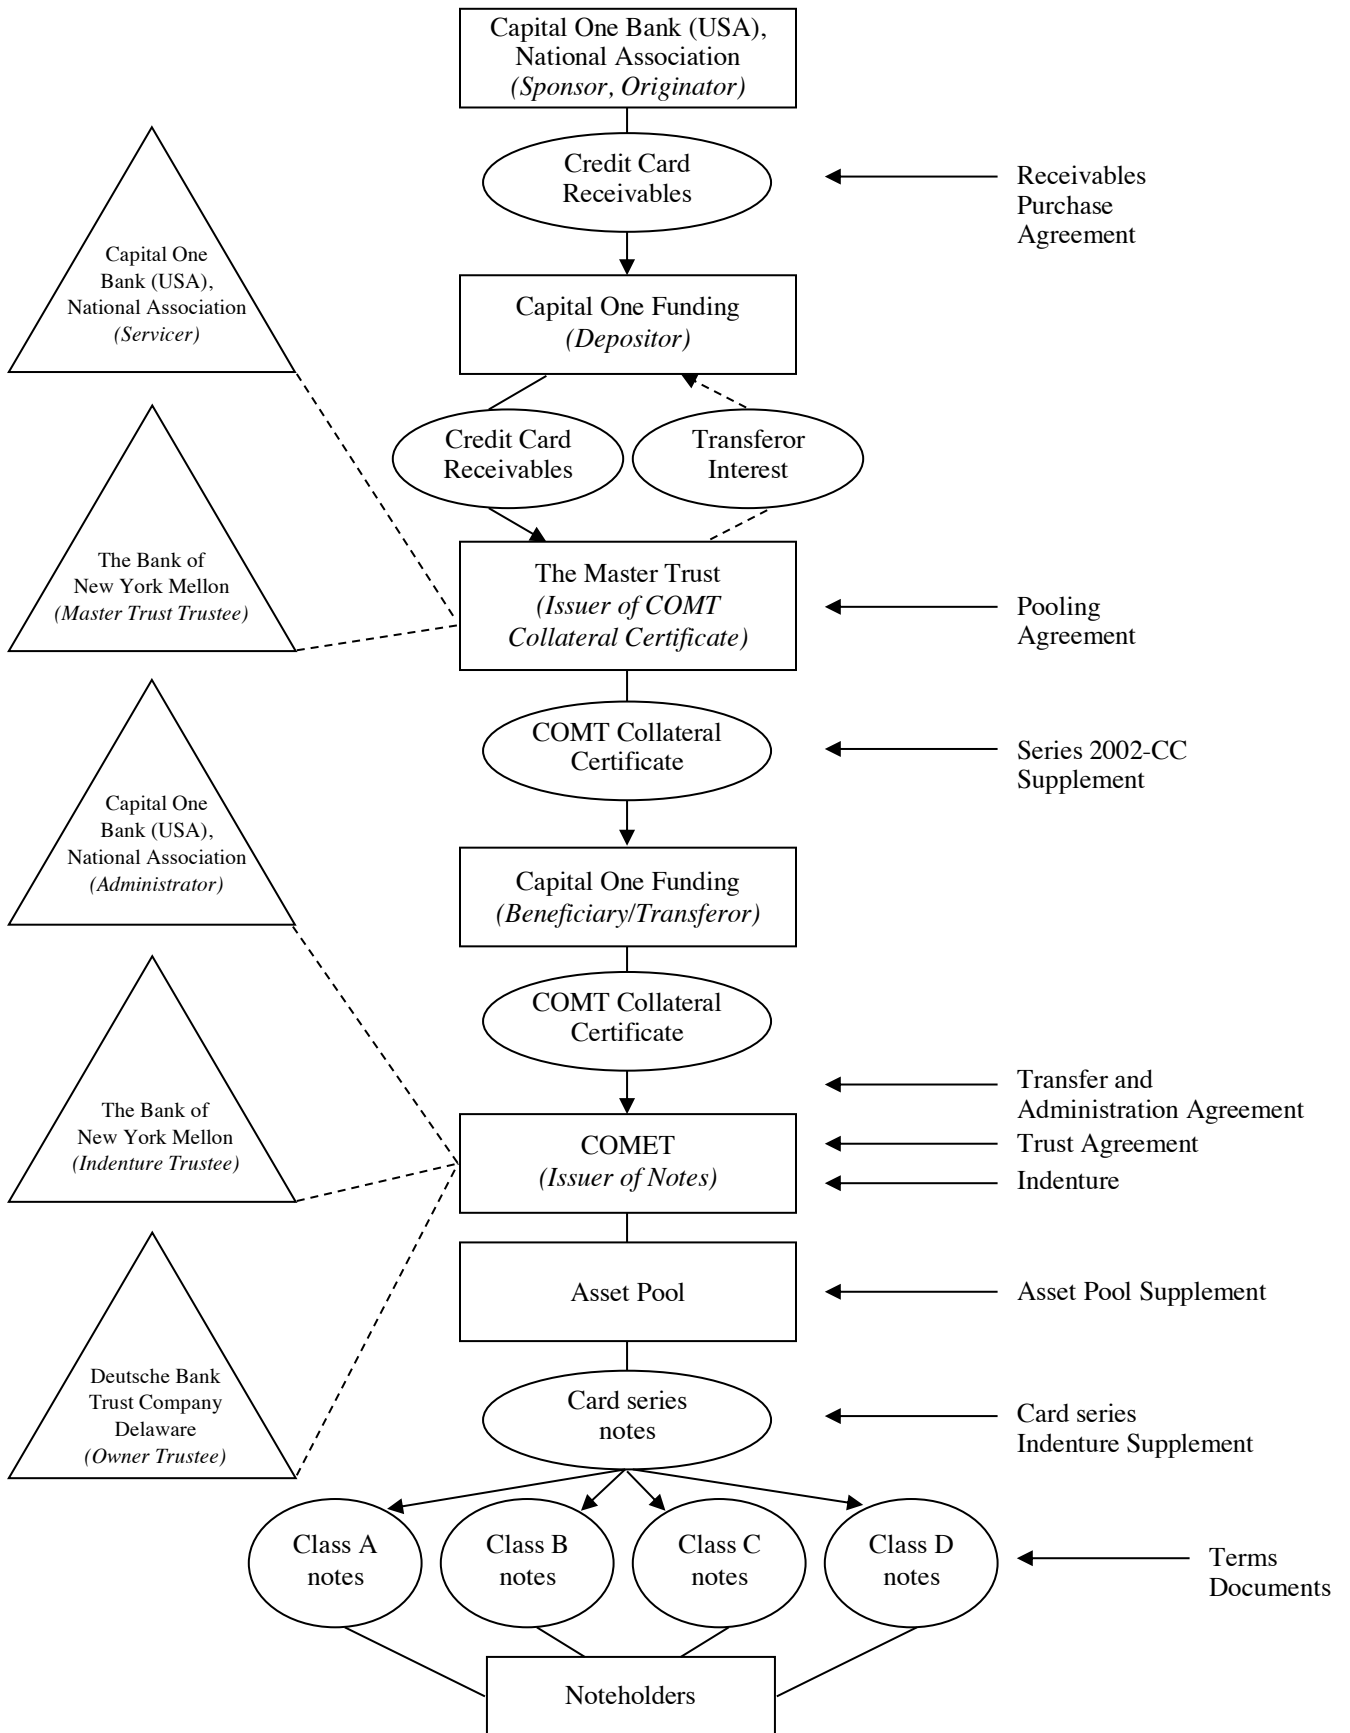 Capital One Bank (USA),
National Association
(Sponsor, Originator)
Credit Card
Receivables
Receivables
Purchase
Agreement
Capital One
Bank (USA),
National Association
(Servicer)
Capital One Funding
(Depositor)
Credit Card
Receivables
Transferor
Interest
The Bank of
New York Mellon
(Master Trust Trustee)
The Master Trust
(Issuer of COMT
Collateral Certificate)
Pooling
Agreement
COMT Collateral
Certificate
Series 2002-CC
Supplement
Capital One
Bank (USA),
National Association
(Administrator)
Capital One Funding
(Beneficiary/Transferor)
COMT Collateral
Certificate
The Bank of
New York Mellon
(Indenture Trustee)
COMET
(Issuer of Notes)
Transfer and
Administration Agreement
Trust Agreement
Indenture
Asset Pool
Asset Pool Supplement
Deutsche Bank
Trust Company
Delaware
(Owner Trustee)
Card series
notes
Card series
Indenture Supplement
Class A
notes
Class B
notes
Class C
notes
Class D
notes
Terms
Documents
Noteholders